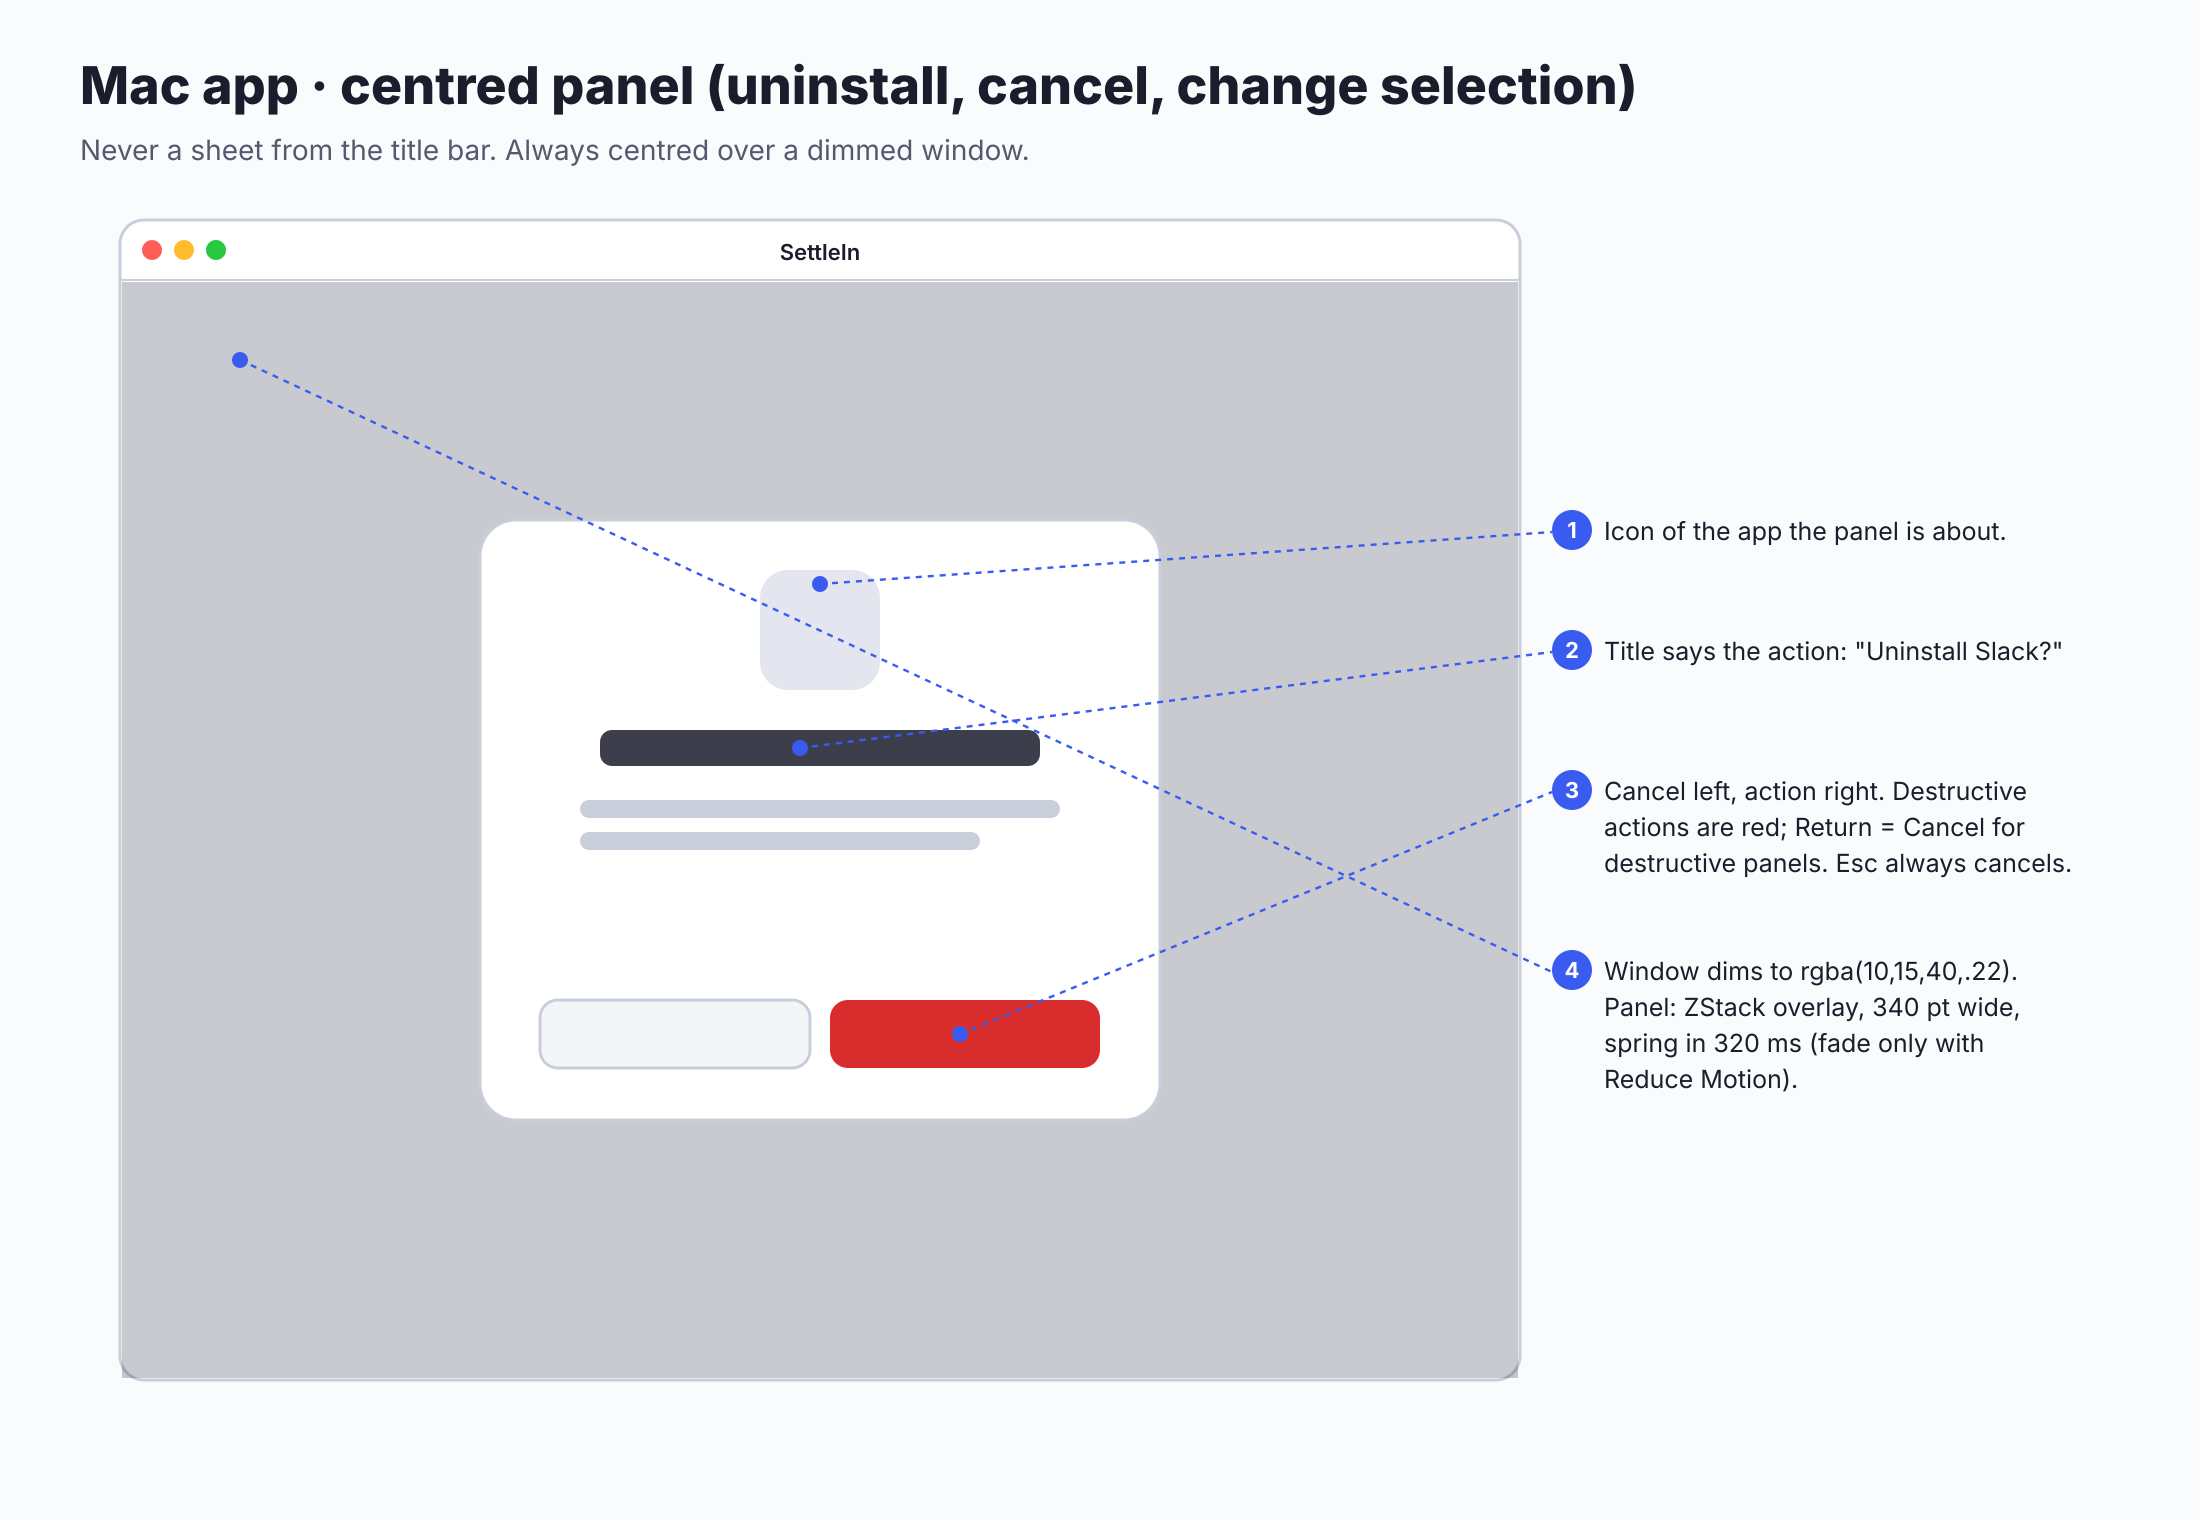 Mac app · centred panel (uninstall, cancel, change selection)
Never a sheet from the title bar. Always centred over a dimmed window.
SettleIn
1 Icon of the app the panel is about.
2 Title says the action: "Uninstall Slack?"
3 Cancel left, action right. Destructive
actions are red; Return = Cancel for
destructive panels. Esc always cancels.
4 Window dims to rgba(10,15,40,.22).
Panel: ZStack overlay, 340 pt wide,
spring in 320 ms (fade only with
Reduce Motion).